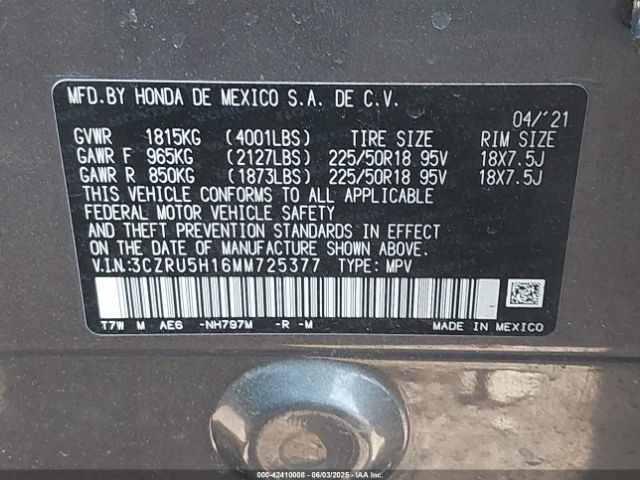 MFD.BY HONDA DE MEXICO S.A. DE C.V.
04/'21
GVWR 1815KG (4001LBS) TIRE SIZE RIM SIZE
GAWR F 965KG (2127LBS) 225/50R18 95V 18X7.5J
GAWR R 850KG (1873LBS) 225/50R18 95V 18X7.5J
THIS VEHICLE CONFORMS TO ALL APPLICABLE
FEDERAL MOTOR VEHICLE SAFETY
AND THEFT PREVENTION STANDARDS IN EFFECT
ON THE DATE OF MANUFACTURE SHOWN ABOVE.
V.I.N.:3CZRU5H16MM725377 TYPE: MPV
T7W M AE6 -NH797M -R -M MADE IN MEXICO
000-42410008 - 06/03/2025 - COPYRIGHT IAA, LLC